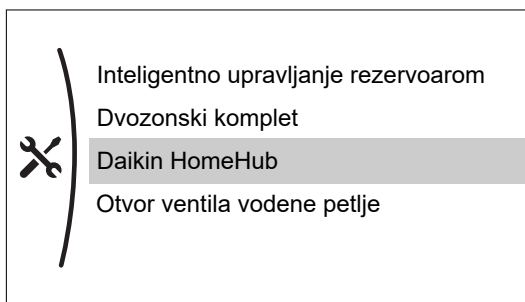 Inteligentno upravljanje rezervoarom
Dvozonski komplet
Daikin HomeHub
Otvor ventila vodene petlje